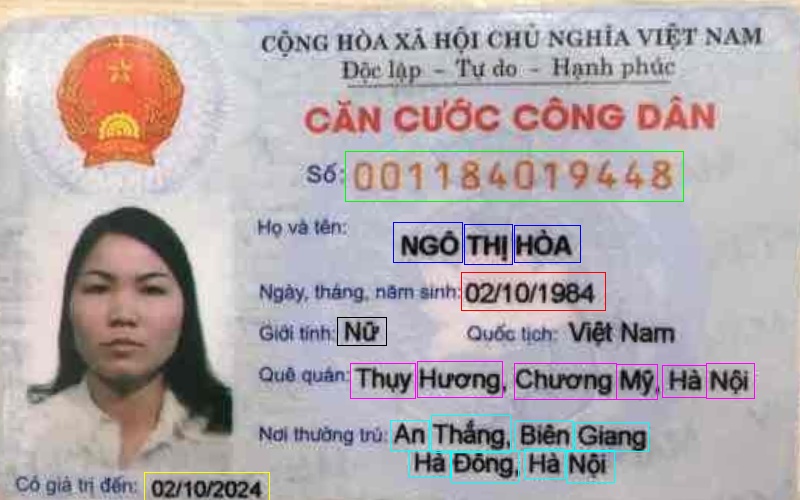 CỘNG HÒA XÃ HỘI CHỦ NGHĨA VIỆT NAM
Độc lập - Tự do - Hạnh phúc
CĂN CƯỚC CÔNG DÂN
Số: 001184019448
Họ và tên: NGÔ THỊ HÒA
Ngày, tháng, năm sinh: 02/10/1984
Giới tính: Nữ Quốc tịch: Việt Nam
Quê quán: Thụy Hương, Chương Mỹ, Hà Nội
Nơi thường trú: An Thắng, Biên Giang
Hà Đông, Hà Nội
Có giá trị đến: 02/10/2024